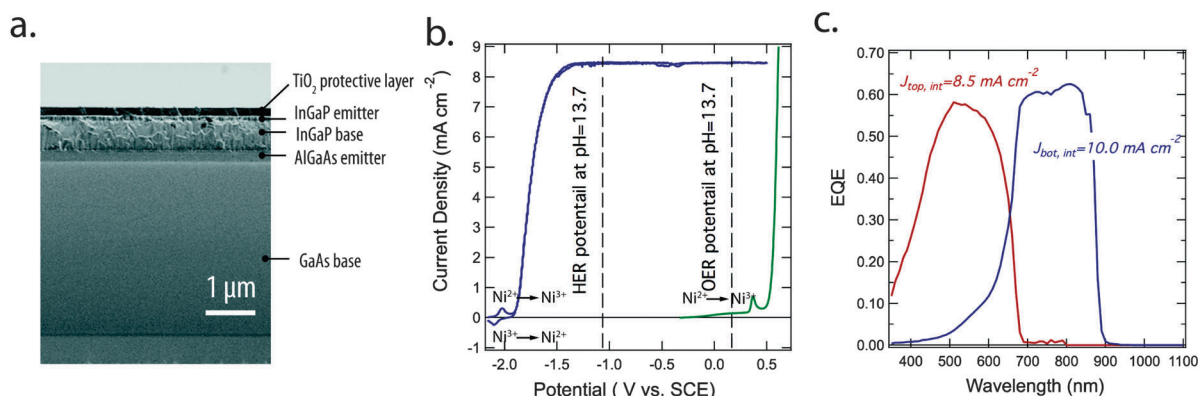 a.
TiO2 protective layer
InGaP emitter
InGaP base
AlGaAs emitter
GaAs base
1 μm
b.
Current Density (mA cm⁻²)
9
8
7
6
5
4
3
2
1
0
-1
HER potentail at pH=13.7
OER potentail at pH=13.7
Ni²⁺ → Ni³⁺
Ni³⁺ → Ni²⁺
Ni²⁺ → Ni³⁺
-2.0 -1.5 -1.0 -0.5 0.0 0.5
Potential ( V vs. SCE)
c.
EQE
0.70
0.60
0.50
0.40
0.30
0.20
0.10
0.00
J top, int=8.5 mA cm⁻²
J bot, int=10.0 mA cm⁻²
400 500 600 700 800 900 1000 1100
Wavelength (nm)